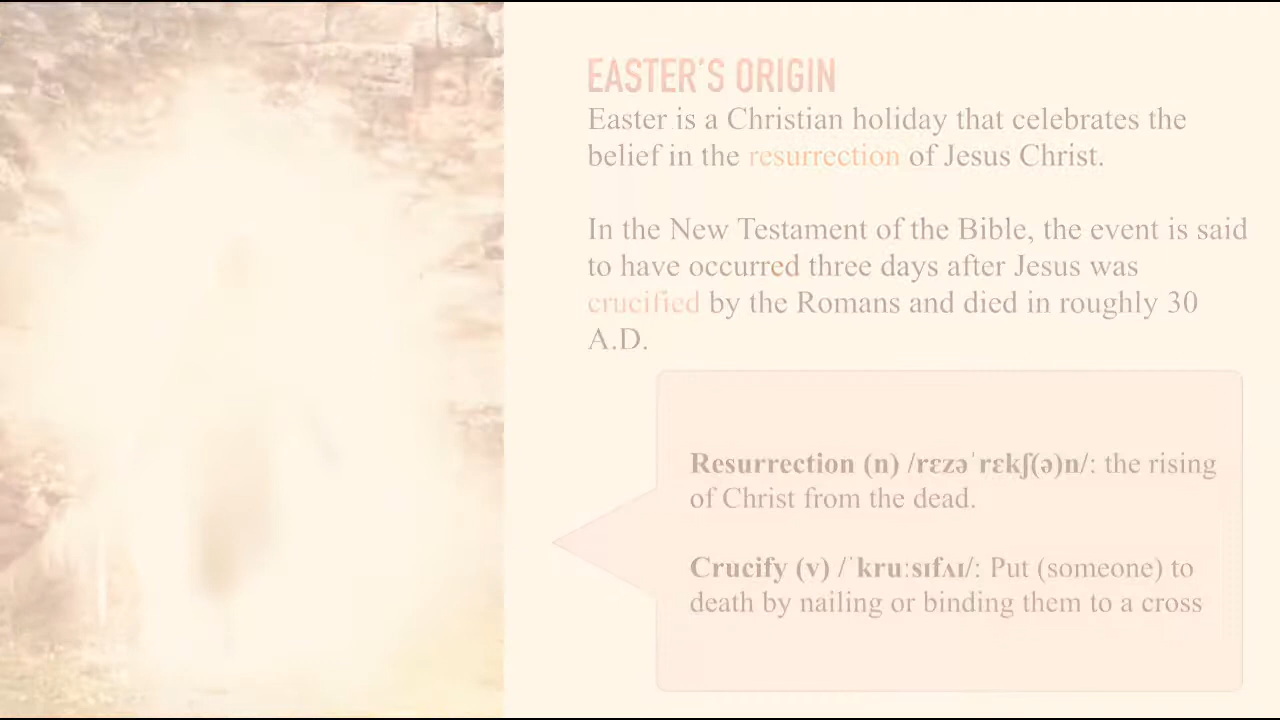 EASTER'S ORIGIN
Easter is a Christian holiday that celebrates the
belief in the resurrection of Jesus Christ.
In the New Testament of the Bible, the event is said
to have occurred three days after Jesus was
crucified by the Romans and died in roughly 30
A.D.
Resurrection (n) /rɛzəˈrɛkʃ(ə)n/: the rising
of Christ from the dead.
Crucify (v) /ˈkruːsɪfʌɪ/: Put (someone) to
death by nailing or binding them to a cross